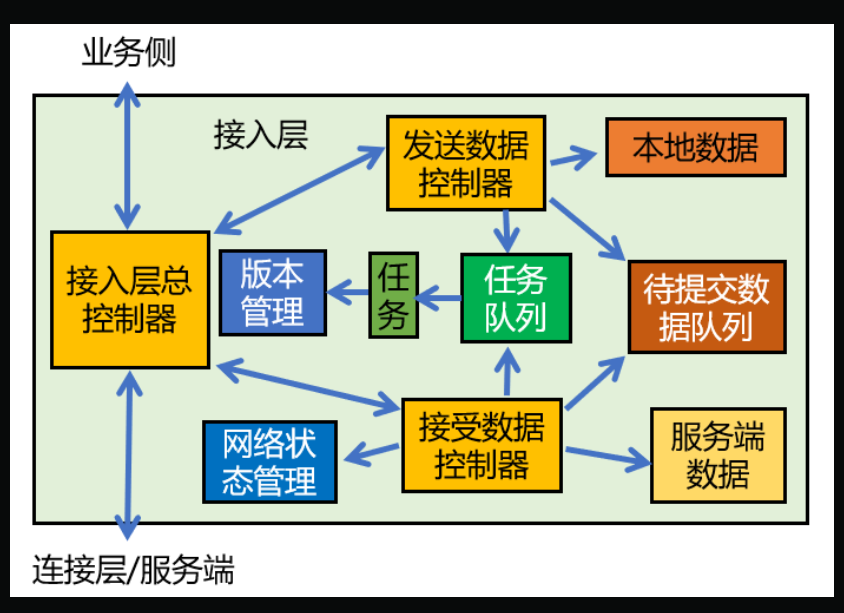 业务侧
接入层
发送数据
控制器
本地数据
接入层总
控制器
版本
管理
任
务
任务
队列
待提交数
据队列
网络状
态管理
接受数据
控制器
服务端
数据
连接层/服务端